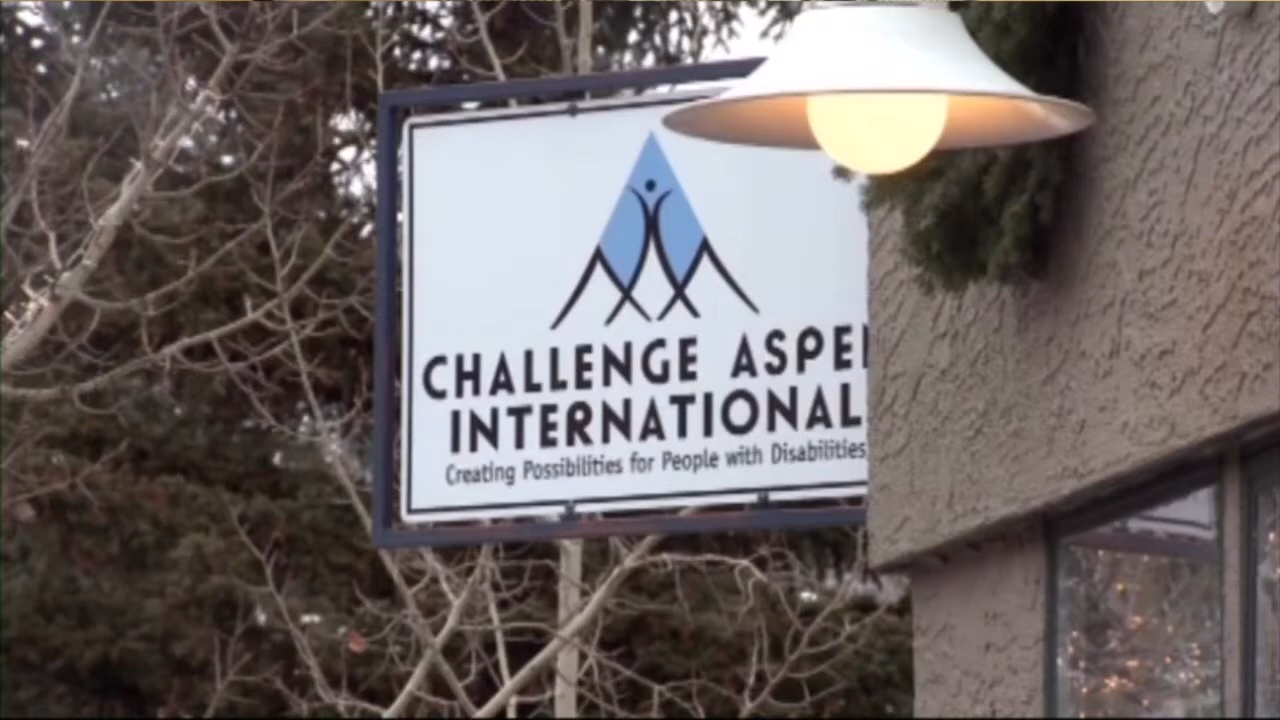 CHALLENGE ASPE
INTERNATIONAL
Creating Possibilities for People with Disabilities